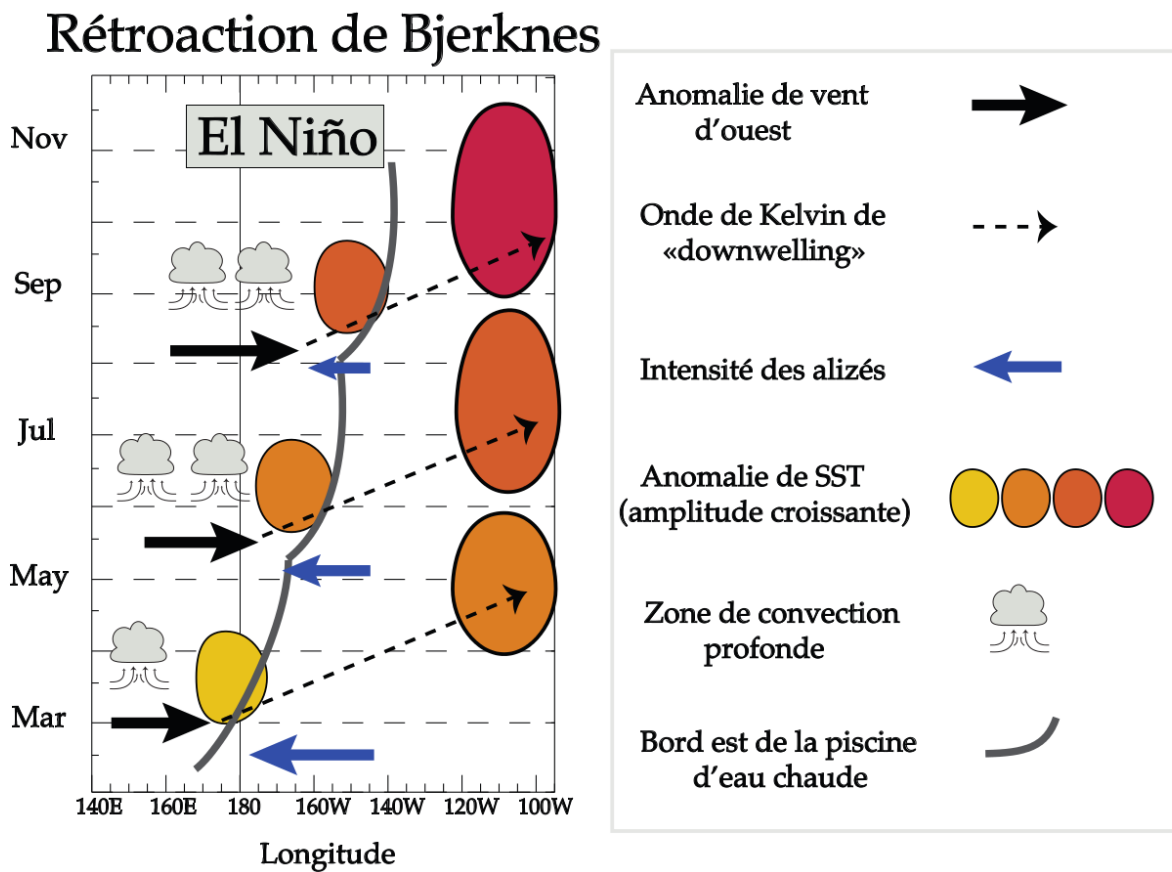 Rétroaction de Bjerknes
El Niño
Nov
Sep
Jul
May
Mar
140E 160E 180 160W 140W 120W 100W
Longitude
Anomalie de vent
d'ouest
Onde de Kelvin de
«downwelling»
Intensité des alizés
Anomalie de SST
(amplitude croissante)
Zone de convection
profonde
Bord est de la piscine
d'eau chaude